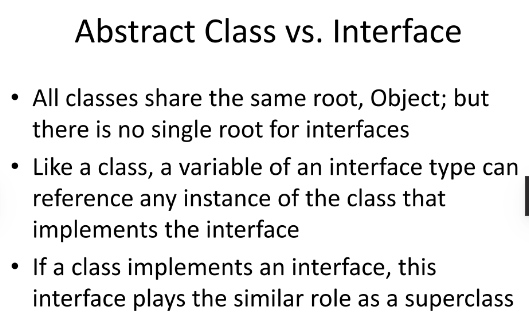 Abstract Class vs. Interface
• All classes share the same root, Object; but
there is no single root for interfaces
• Like a class, a variable of an interface type can
reference any instance of the class that
implements the interface
• If a class implements an interface, this
interface plays the similar role as a superclass